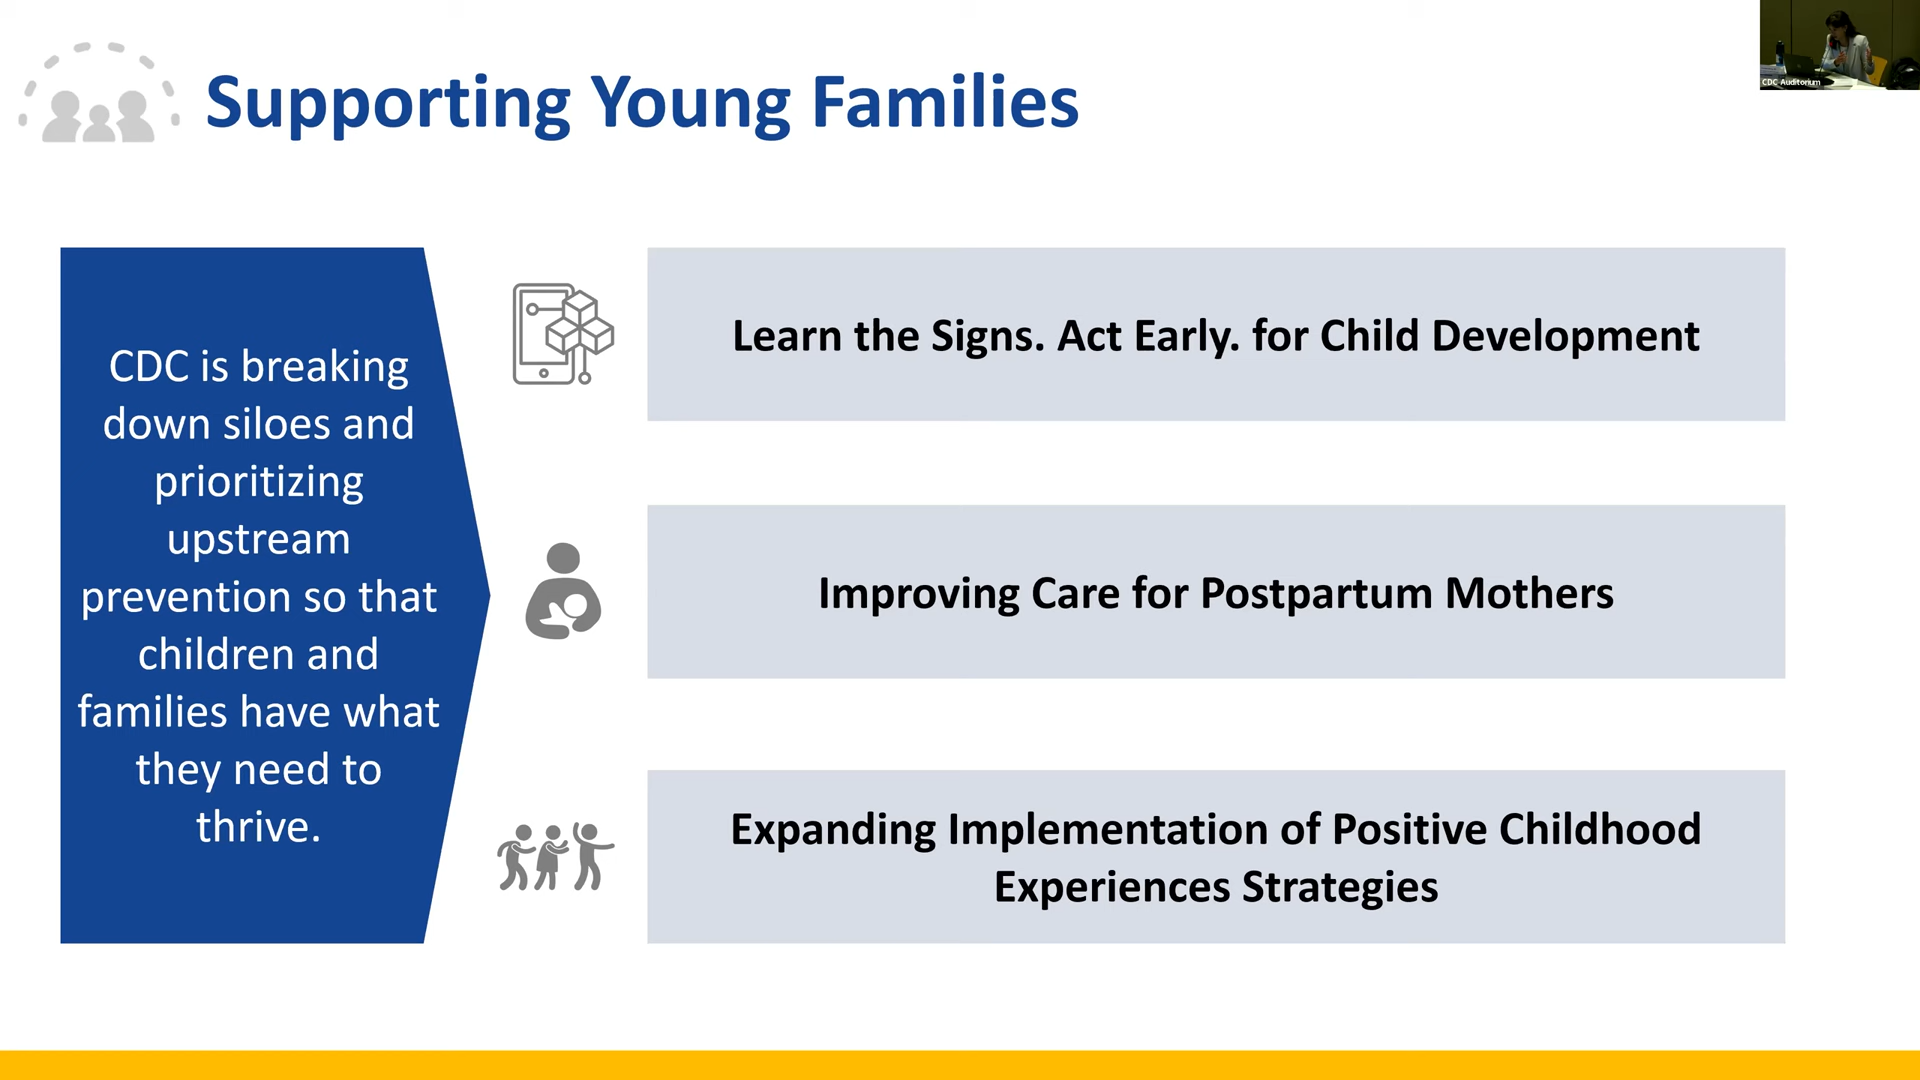 Supporting Young Families
CDC Auditorium
CDC is breaking
down siloes and
prioritizing
upstream
prevention so that
children and
families have what
they need to
thrive.
Learn the Signs. Act Early. for Child Development
Improving Care for Postpartum Mothers
Expanding Implementation of Positive Childhood
Experiences Strategies